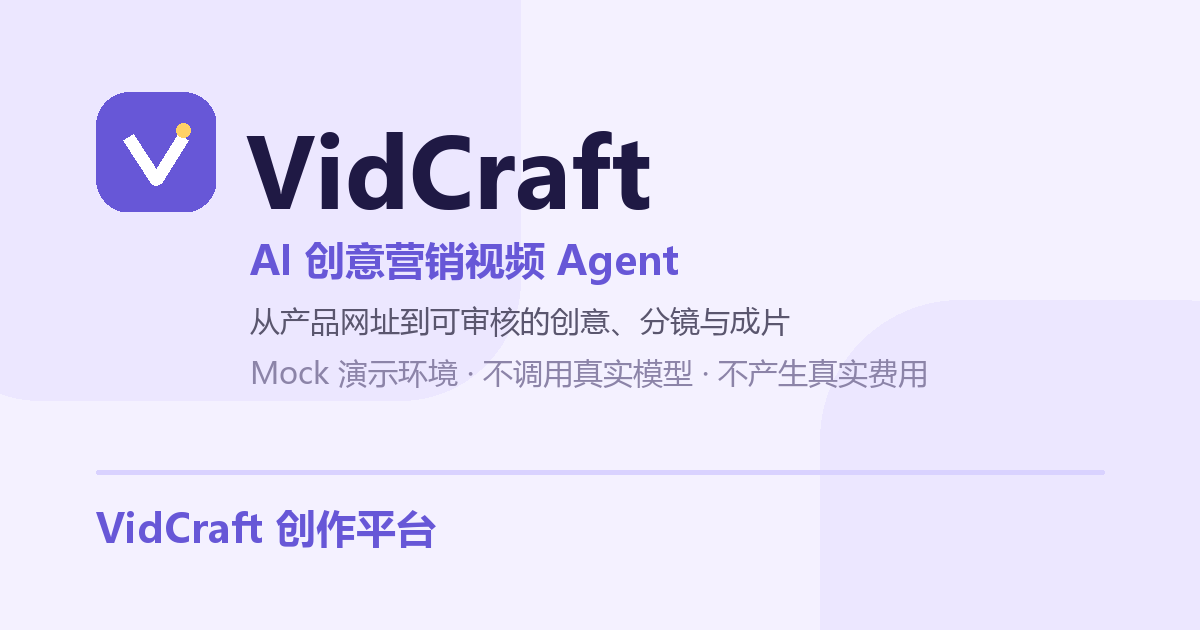 VidCraft
AI 创意营销视频 Agent
从产品网址到可审核的创意、分镜与成片
Mock 演示环境 · 不调用真实模型 · 不产生真实费用
VidCraft 创作平台